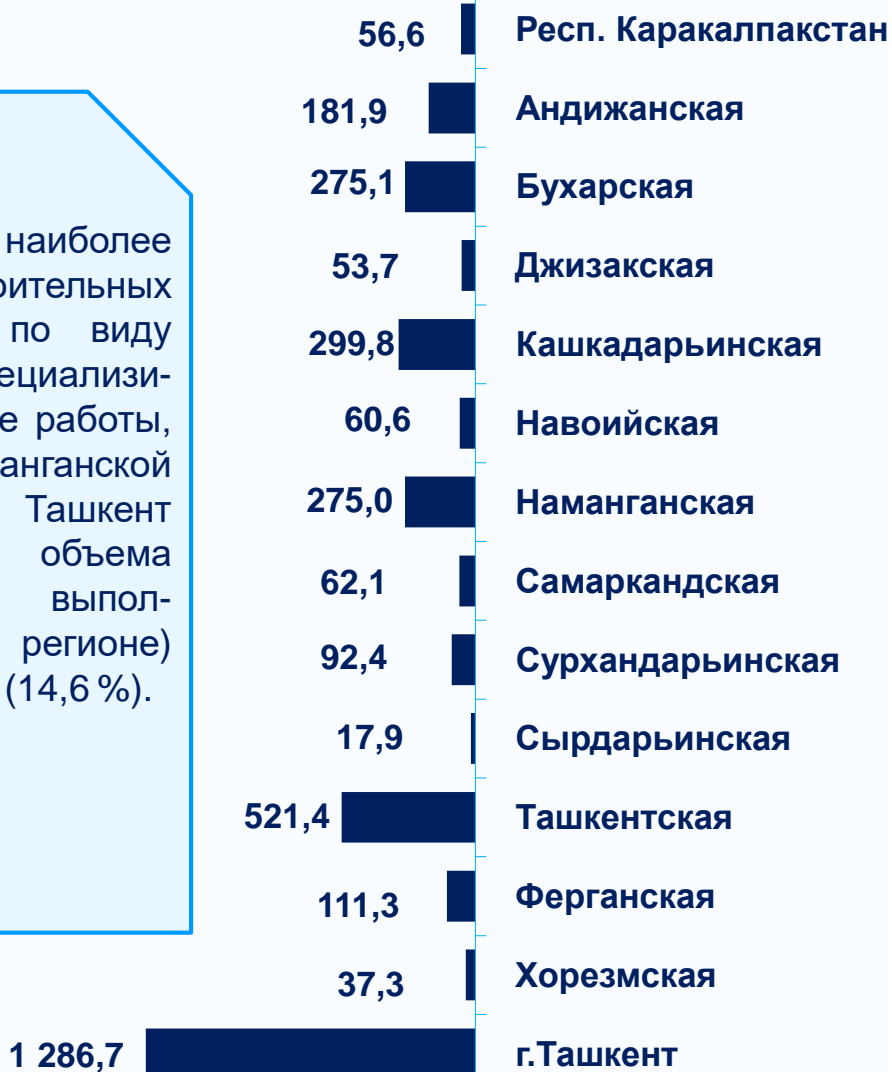 56,6 Респ. Каракалпакстан
181,9 Андижанская
275,1 Бухарская
53,7 Джизакская
299,8 Кашкадарьинская
60,6 Навоийская
275,0 Наманганская
62,1 Самаркандская
92,4 Сурхандарьинская
17,9 Сырдарьинская
521,4 Ташкентская
111,3 Ферганская
37,3 Хорезмская
1 286,7 г.Ташкент
наиболее
оительных
по виду
ециализи-
е работы,
анганской
Ташкент
объема
выпол-
регионе)
(14,6 %).